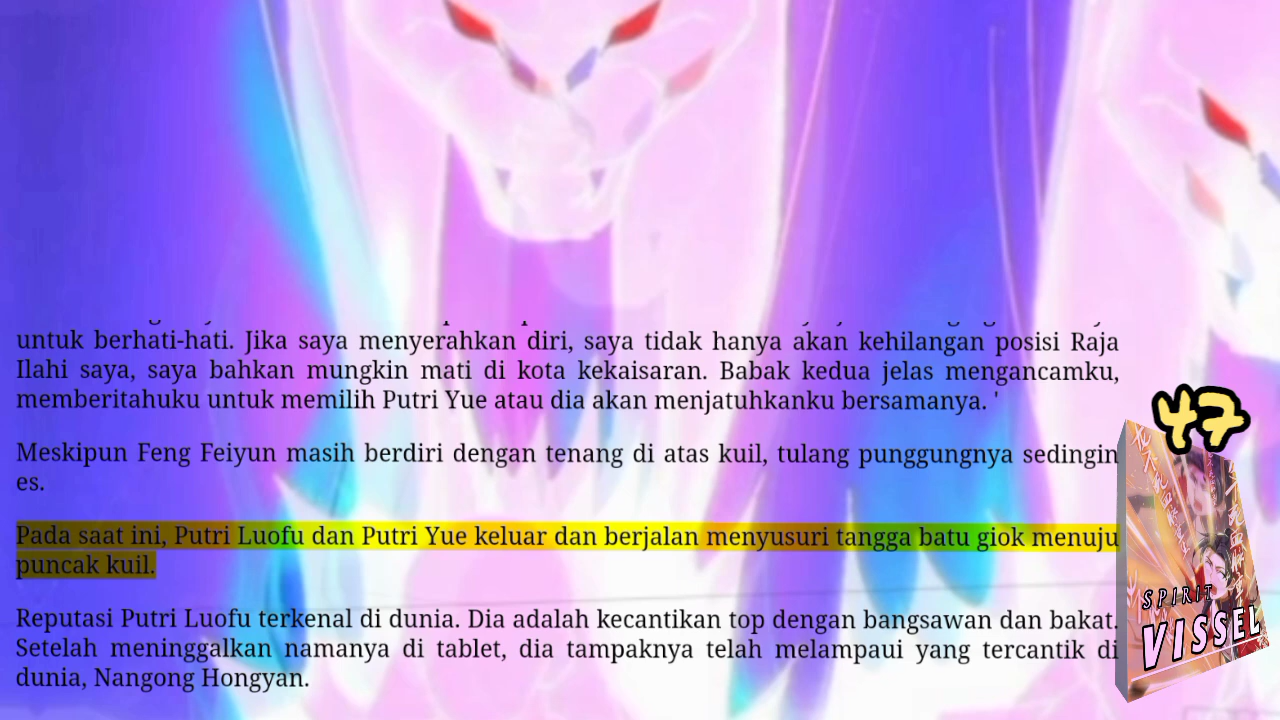 untuk berhati-hati. Jika saya menyerahkan diri, saya tidak hanya akan kehilangan posisi Raja
Ilahi saya, saya bahkan mungkin mati di kota kekaisaran. Babak kedua jelas mengancamku,
memberitahuku untuk memilih Putri Yue atau dia akan menjatuhkanku bersamanya. '
Meskipun Feng Feiyun masih berdiri dengan tenang di atas kuil, tulang punggungnya sedingin
es.
Pada saat ini, Putri Luofu dan Putri Yue keluar dan berjalan menyusuri tangga batu giok menuju
puncak kuil.
Reputasi Putri Luofu terkenal di dunia. Dia adalah kecantikan top dengan bangsawan dan bakat.
Setelah meninggalkan namanya di tablet, dia tampaknya telah melampaui yang tercantik di
dunia, Nangong Hongyan.
47
SPIRIT
VISSEL